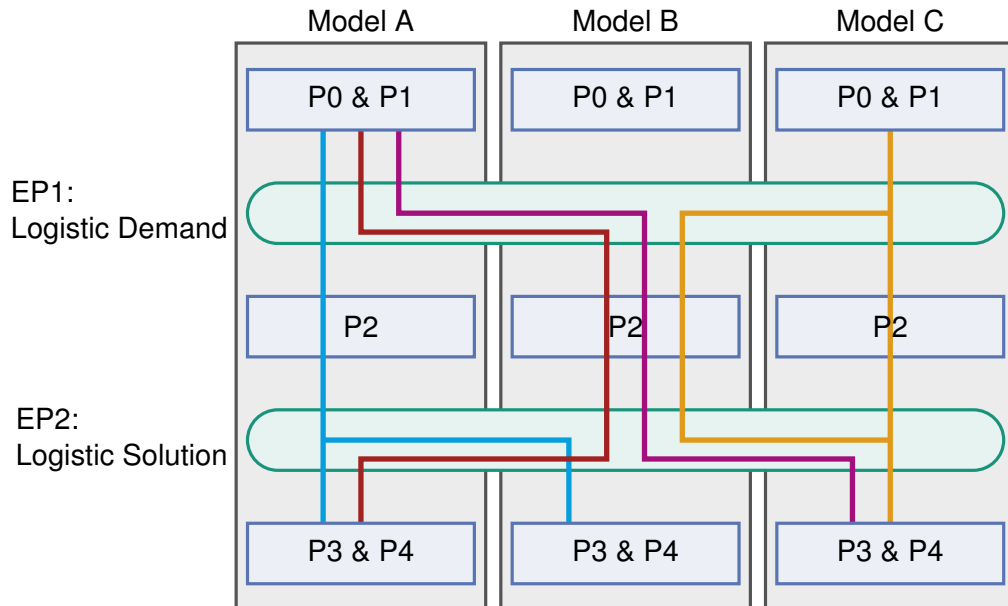 Model A
Model B
Model C
P0 & P1
P0 & P1
P0 & P1
EP1:
Logistic Demand
P2
P2
P2
EP2:
Logistic Solution
P3 & P4
P3 & P4
P3 & P4